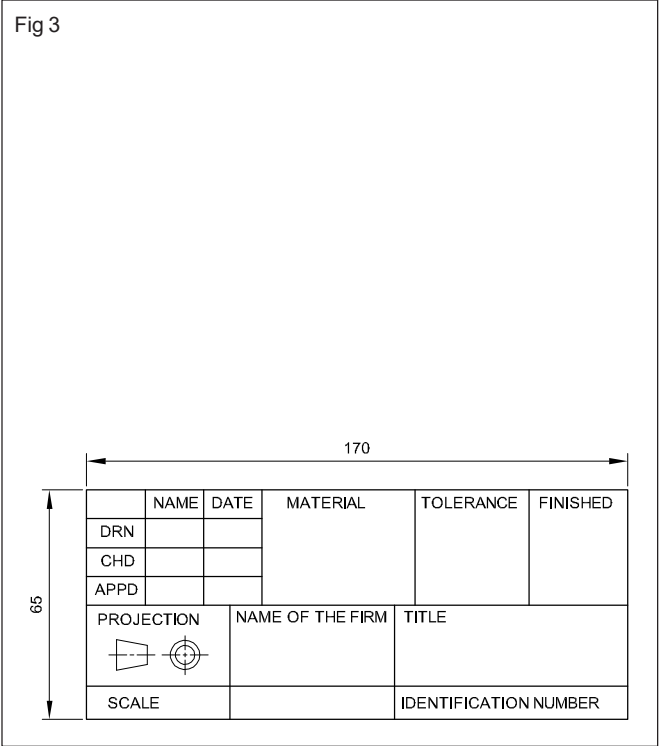 Fig 3
170
65
NAME DATE MATERIAL TOLERANCE FINISHED
DRN
CHD
APPD
PROJECTION NAME OF THE FIRM TITLE
SCALE IDENTIFICATION NUMBER